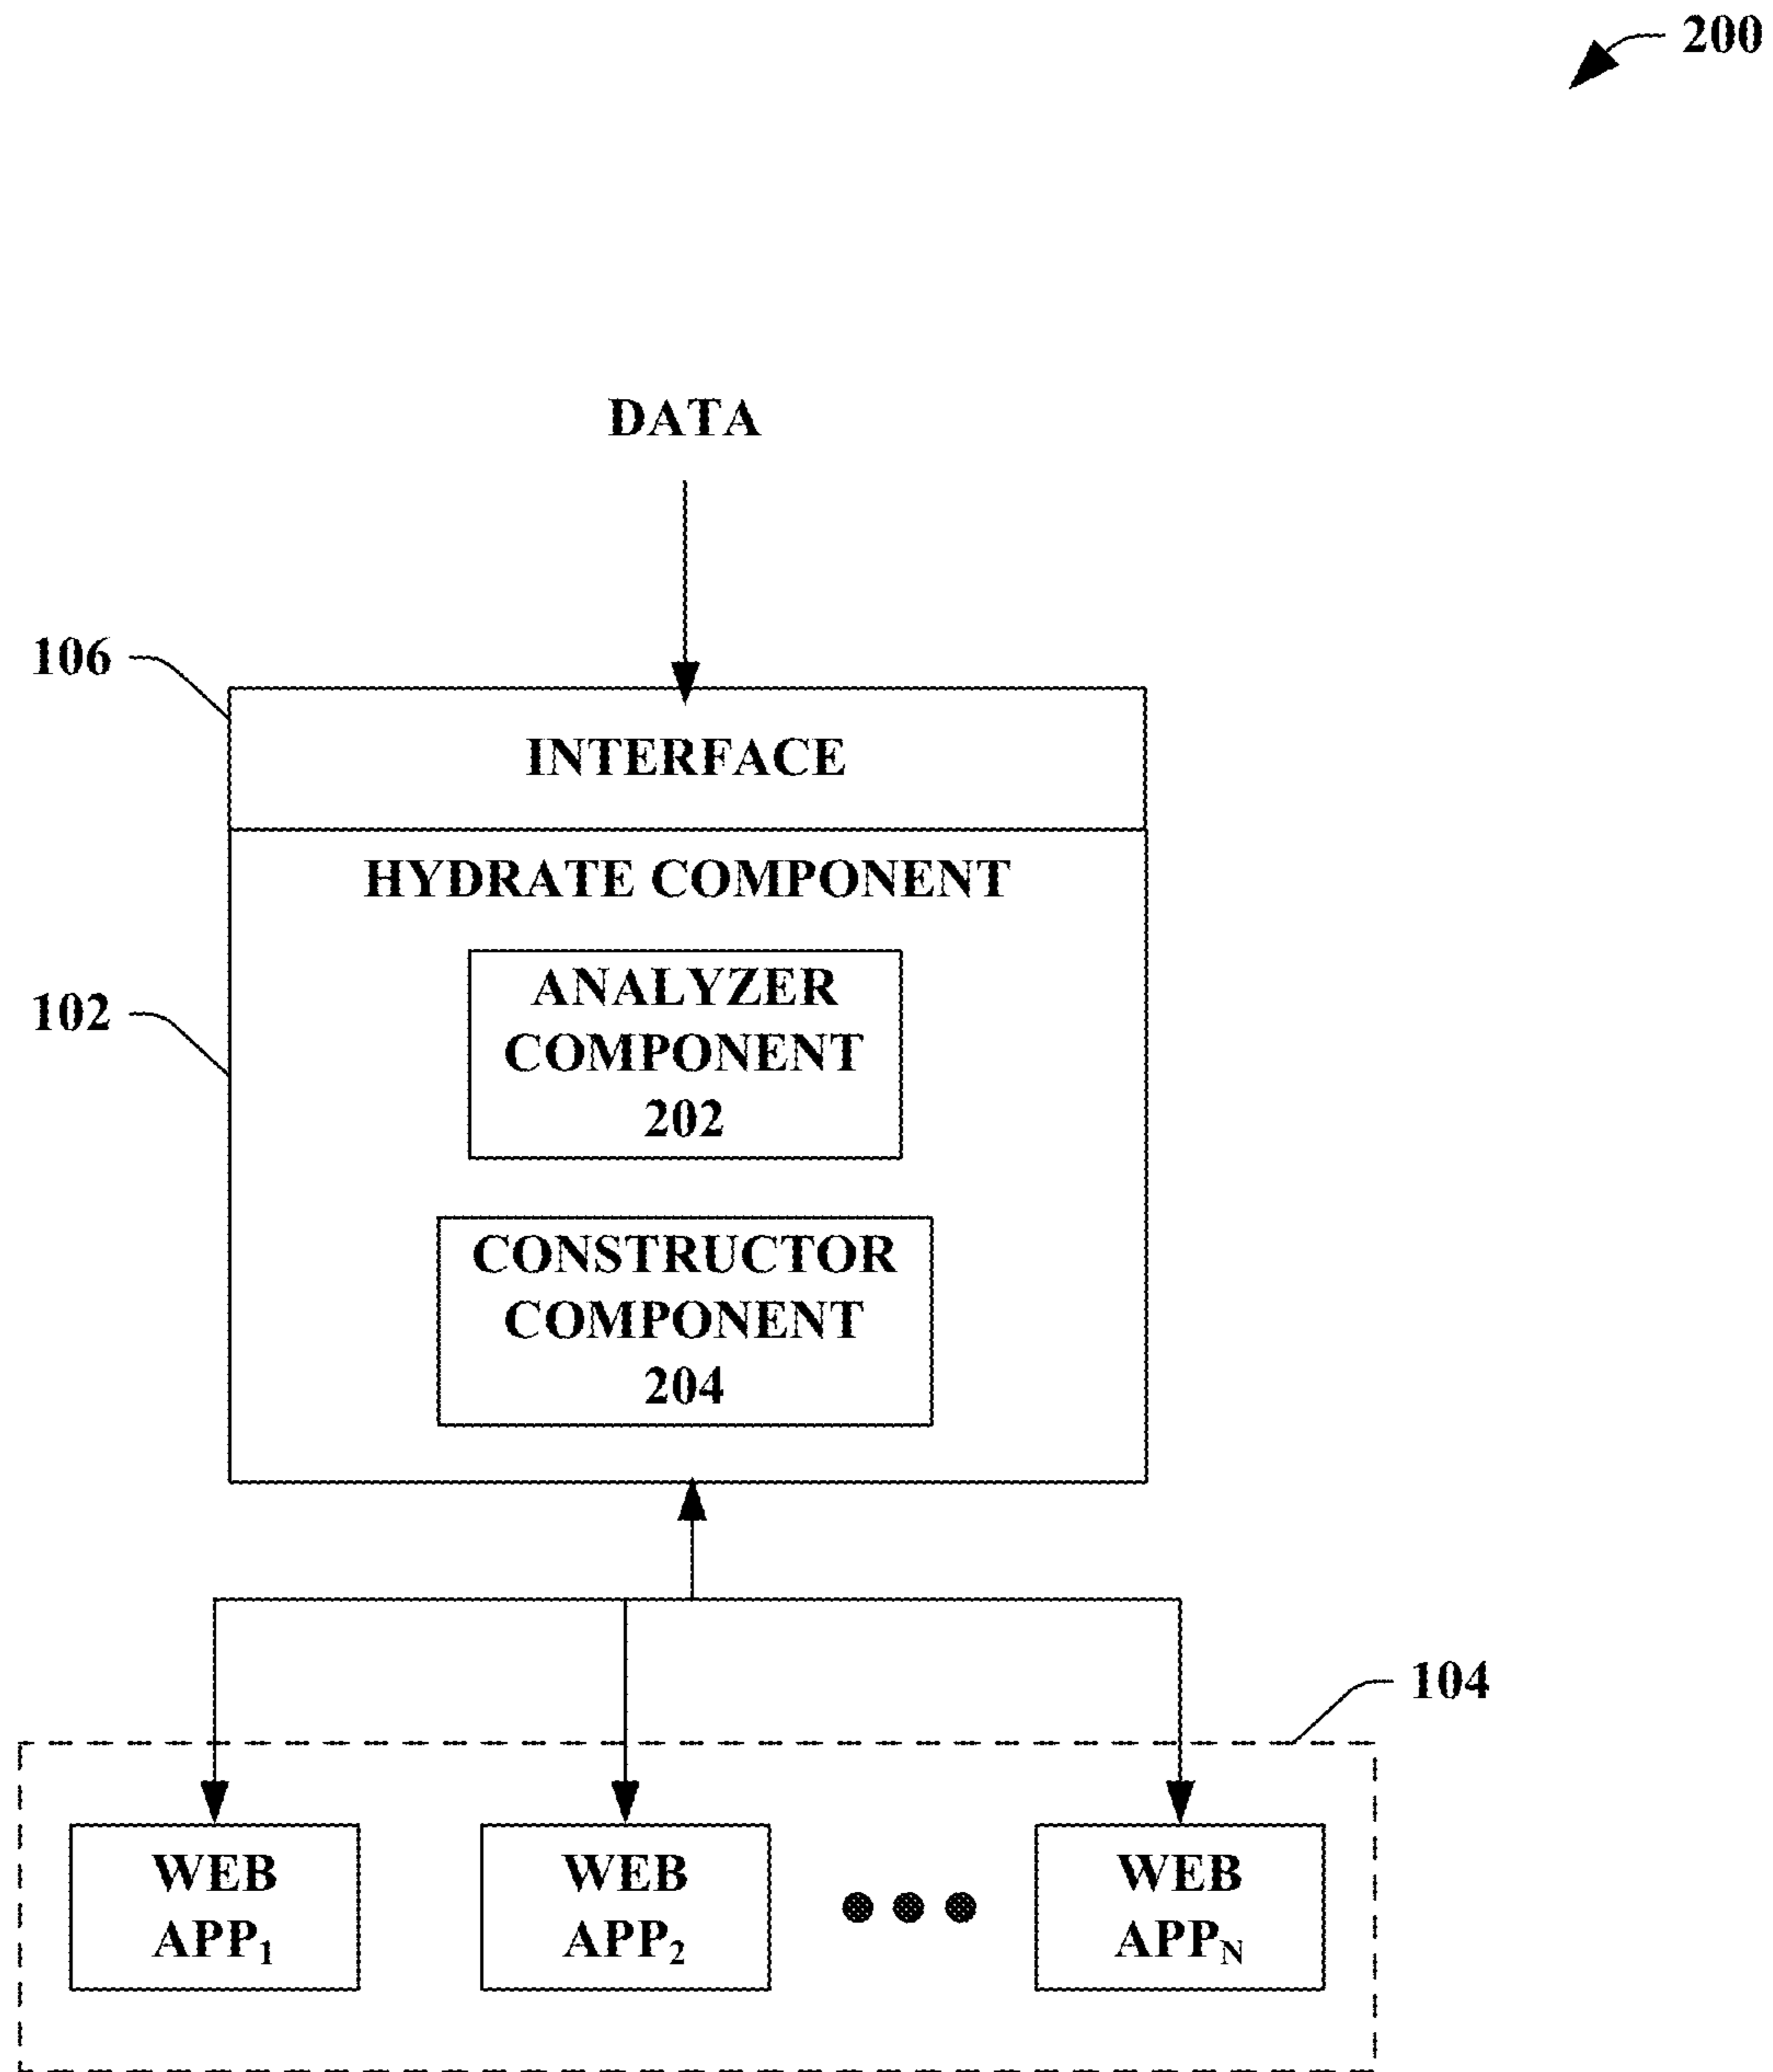 200
DATA
106
INTERFACE
HYDRATE COMPONENT
102
ANALYZER
COMPONENT
202
CONSTRUCTOR
COMPONENT
204
104
WEB
APP₁
WEB
APP₂
WEB
APP_N